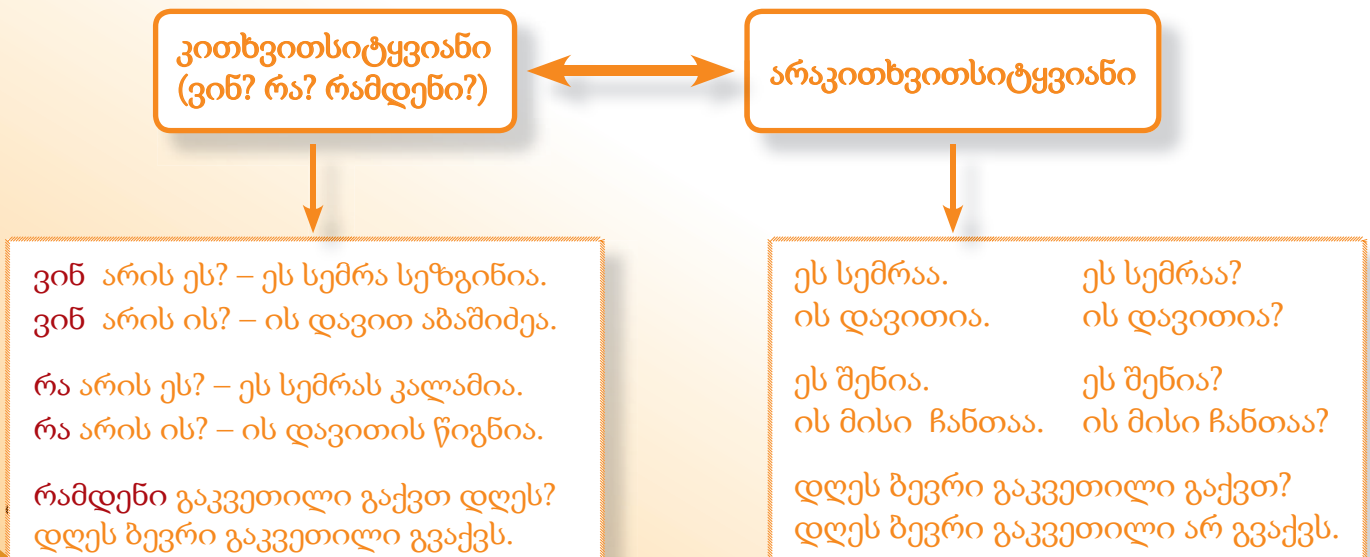 კითხვითსიტყვიანი
(ვინ? რა? რამდენი?)
არაკითხვითსიტყვიანი
ვინ არის ეს? – ეს სემრა სეზგინია.
ვინ არის ის? – ის დავით აბაშიძეა.
რა არის ეს? – ეს სემრას კალამია.
რა არის ის? – ის დავითის წიგნია.
რამდენი გაკვეთილი გაქვთ დღეს?
დღეს ბევრი გაკვეთილი გვაქვს.
ეს სემრაა. ეს სემრაა?
ის დავითია. ის დავითია?
ეს შენია. ეს შენია?
ის მისი ჩანთაა. ის მისი ჩანთაა?
დღეს ბევრი გაკვეთილი გაქვთ?
დღეს ბევრი გაკვეთილი არ გვაქვს.